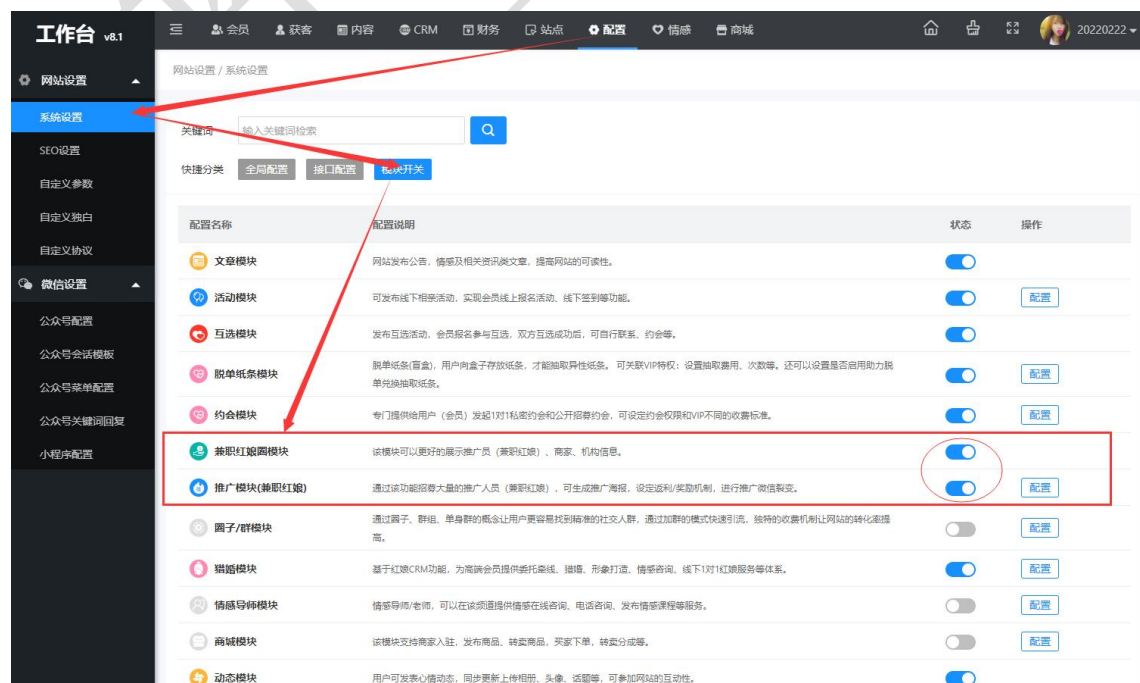 工作台 v8.1
会员 获客 内容 CRM 财务 站点 配置 情感 商城 20220222
网站设置
系统设置
SEO设置
自定义参数
自定义独白
自定义协议
微信设置
公众号配置
公众号会话模板
公众号菜单配置
公众号关键词回复
小程序配置
网站设置 / 系统设置
关键词 输入关键词检索
快捷分类 全局配置 接口配置 模块开关
配置名称 配置说明 状态 操作
文章模块 网站发布公告，情感及相关资讯类文章，提高网站的可读性。
活动模块 可发布线下相亲活动，实现会员线上报名活动、线下签到等功能。 配置
互选模块 发布互选活动，会员报名参与互选，双方互选成功后，可自行联系、约会等。
脱单纸条模块 脱单纸条(盲盒)，用户向盒子存放纸条，才能抽取异性纸条。 可关联VIP特权：设置抽取费用、次数等。还可以设置是否启用助力脱 配置
单兑换抽取纸条。
约会模块 专门提供给用户（会员）发起1对1私密约会和公开招募约会，可设定约会权限和VIP不同的收费标准。 配置
兼职红娘圈模块 该模块可以更好的展示推广员（兼职红娘）、商家、机构信息。
推广模块(兼职红娘) 通过该功能招募大量的推广人员（兼职红娘），可生成推广海报，设定返利/奖励机制，进行推广微信裂变。 配置
圈子/群模块 通过圈子、群组、单身群的概念让用户更容易找到精准的社交人群，通过加群的模式快速引流，独特的收费机制让网站的转化率提 配置
高。
猎婚模块 基于红娘CRM功能，为高端会员提供委托牵线、猎婚、形象打造、情感咨询、线下1对1红娘服务等体系。 配置
情感导师模块 情感导师/老师，可以在该频道提供情感在线咨询、电话咨询、发布情感课程等服务。 配置
商城模块 该模块支持商家入驻，发布商品，转卖商品，买家下单，转卖分成等。 配置
动态模块 用户可发表心情动态，同步更新上传相册、头像、话题等，可参加网站的互动性。